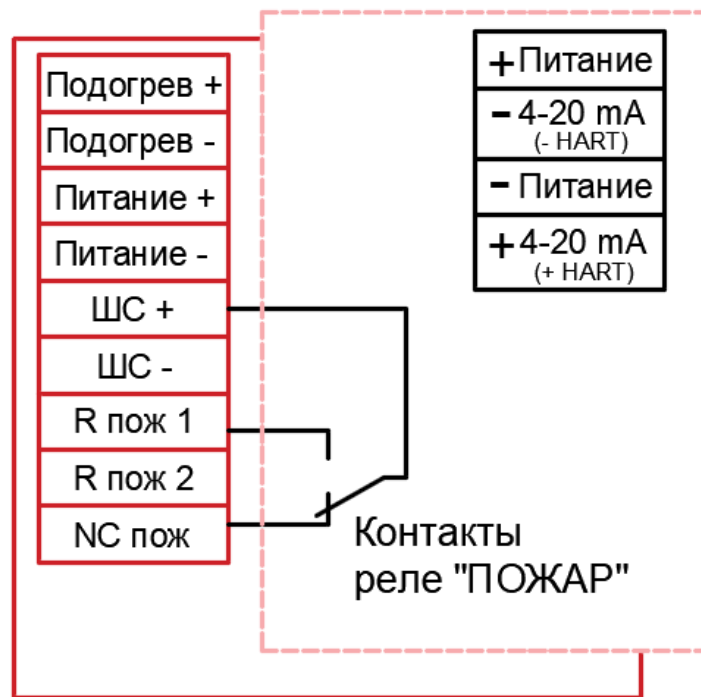 Подогрев +
Подогрев -
Питание +
Питание -
ШС +
ШС -
R пож 1
R пож 2
NC пож
+ Питание
- 4-20 mA
(- HART)
- Питание
+ 4-20 mA
(+ HART)
Контакты
реле "ПОЖАР"